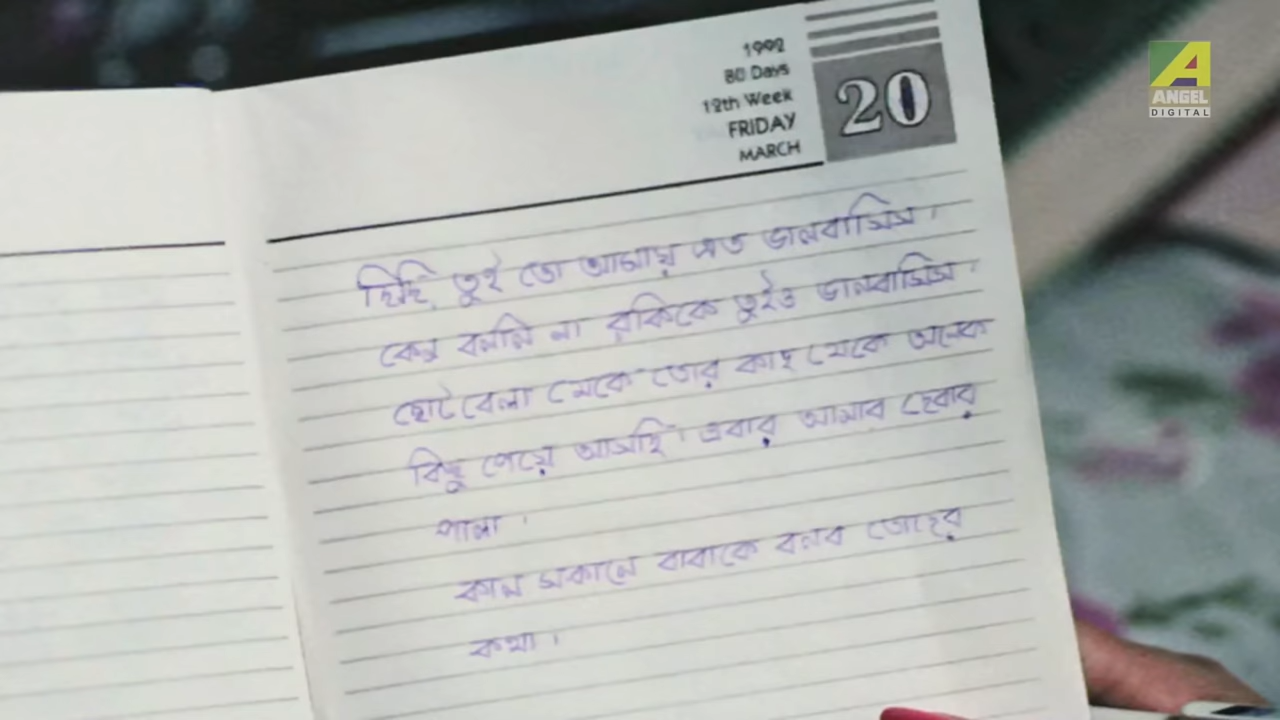 1992
80 Days
12th Week
FRIDAY
MARCH
20
দিদি, তুই তো আমায় এত ভালবাসিস।
কেন বললি না রকিকে তুইও ভালবাসিস।
ছোটবেলা থেকে তোর কাছ থেকে অনেক
কিছু পেয়ে আসছি। এবার আমার দেবার
পালা।
কাল সকালে বাবাকে বলব তোদের
কথা।
A
ANGEL
DIGITAL